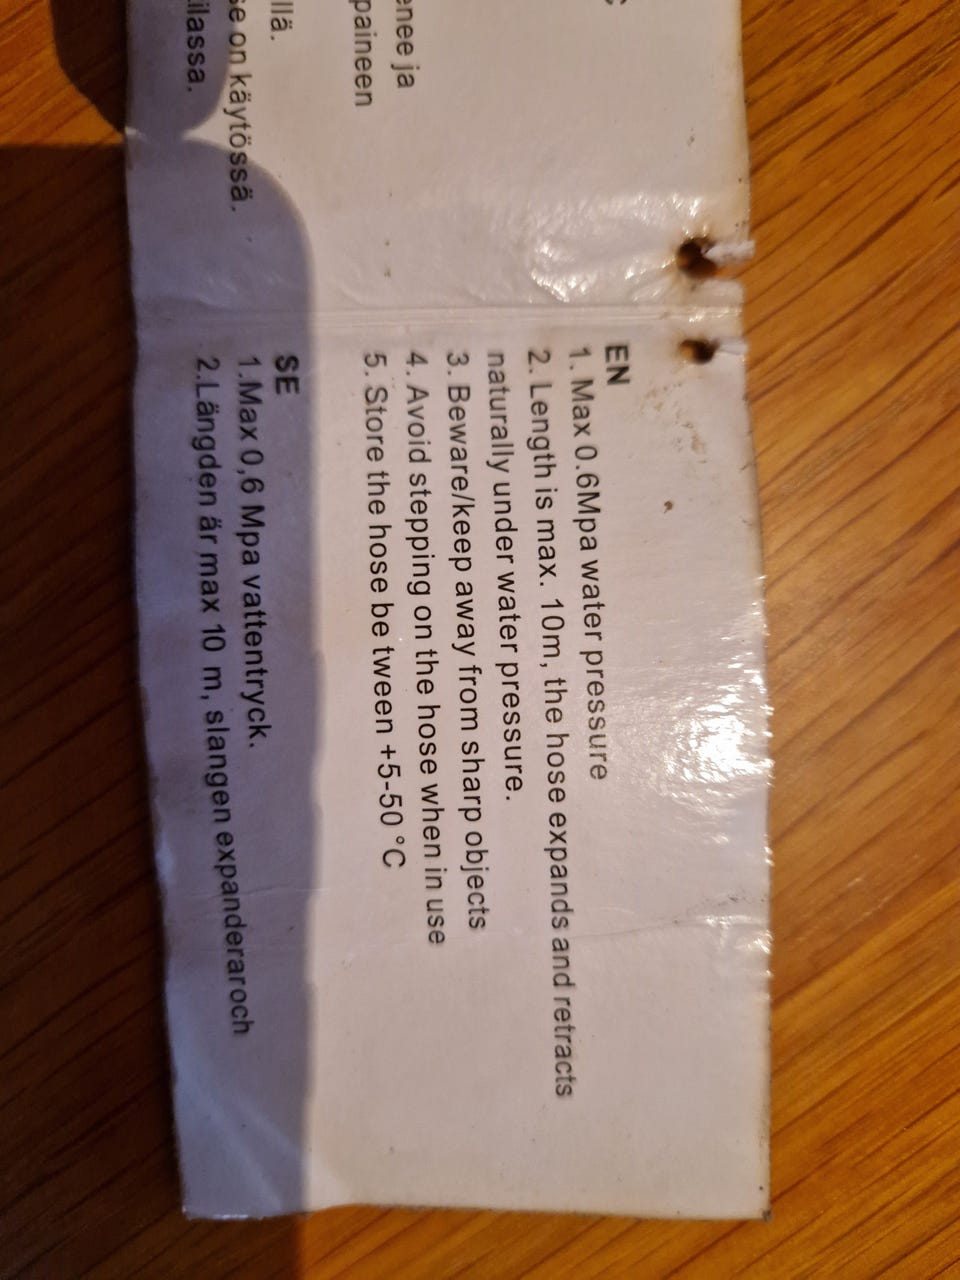 enee ja
paineen
llä.
se on käytössä.
ilassa.
EN
1. Max 0.6Mpa water pressure
2. Length is max. 10m, the hose expands and retracts
naturally under water pressure.
3. Beware/keep away from sharp objects
4. Avoid stepping on the hose when in use
5. Store the hose be tween +5-50 °C
SE
1.Max 0,6 Mpa vattentryck.
2.Längden är max 10 m, slangen expanderaroch